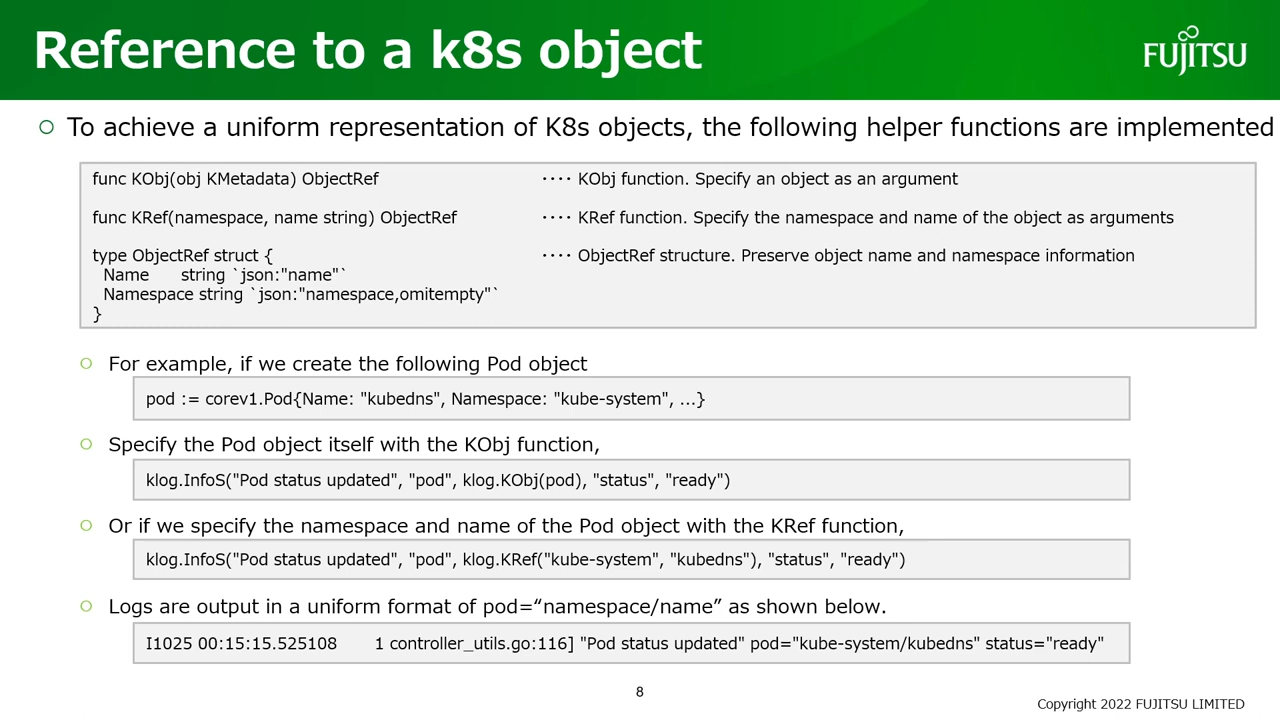 Reference to a k8s object
FUJITSU
To achieve a uniform representation of K8s objects, the following helper functions are implemented
func KObj(obj KMetadata) ObjectRef ････ KObj function. Specify an object as an argument
func KRef(namespace, name string) ObjectRef ････ KRef function. Specify the namespace and name of the object as arguments
type ObjectRef struct { ････ ObjectRef structure. Preserve object name and namespace information
Name string `json:"name"`
Namespace string `json:"namespace,omitempty"`
}
For example, if we create the following Pod object
pod := corev1.Pod{Name: "kubedns", Namespace: "kube-system", ...}
Specify the Pod object itself with the KObj function,
klog.InfoS("Pod status updated", "pod", klog.KObj(pod), "status", "ready")
Or if we specify the namespace and name of the Pod object with the KRef function,
klog.InfoS("Pod status updated", "pod", klog.KRef("kube-system", "kubedns"), "status", "ready")
Logs are output in a uniform format of pod=“namespace/name” as shown below.
I1025 00:15:15.525108 1 controller_utils.go:116] "Pod status updated" pod="kube-system/kubedns" status="ready"
8
Copyright 2022 FUJITSU LIMITED